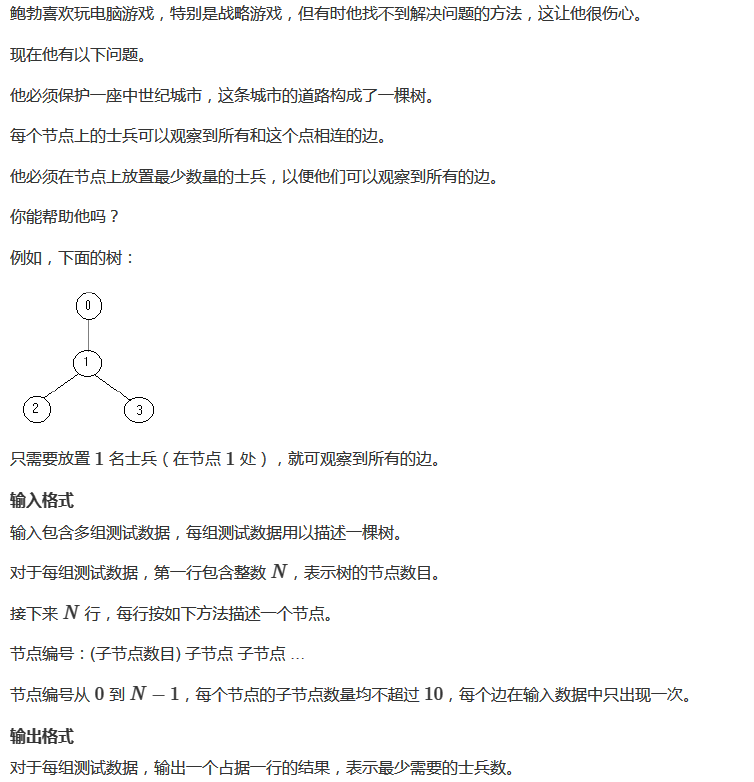 鲍勃喜欢玩电脑游戏，特别是战略游戏，但有时他找不到解决问题的方法，这让他很伤心。
现在他有以下问题。
他必须保护一座中世纪城市，这条城市的道路构成了一棵树。
每个节点上的士兵可以观察到所有和这个点相连的边。
他必须在节点上放置最少数量的士兵，以便他们可以观察到所有的边。
你能帮助他吗？
例如，下面的树：
0
1
2
3
只需要放置 1 名士兵（在节点 1 处），就可观察到所有的边。
输入格式
输入包含多组测试数据，每组测试数据用以描述一棵树。
对于每组测试数据，第一行包含整数 N，表示树的节点数目。
接下来 N 行，每行按如下方法描述一个节点。
节点编号：(子节点数目) 子节点 子节点 …
节点编号从 0 到 N − 1，每个节点的子节点数量均不超过 10，每个边在输入数据中只出现一次。
输出格式
对于每组测试数据，输出一个占据一行的结果，表示最少需要的士兵数。